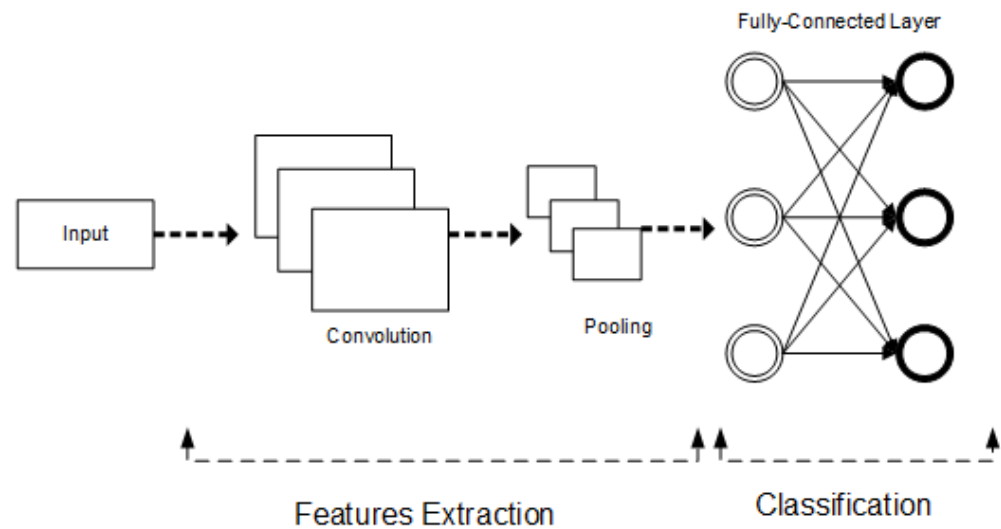 Fully-Connected Layer
Input
Convolution
Pooling
Features Extraction
Classification